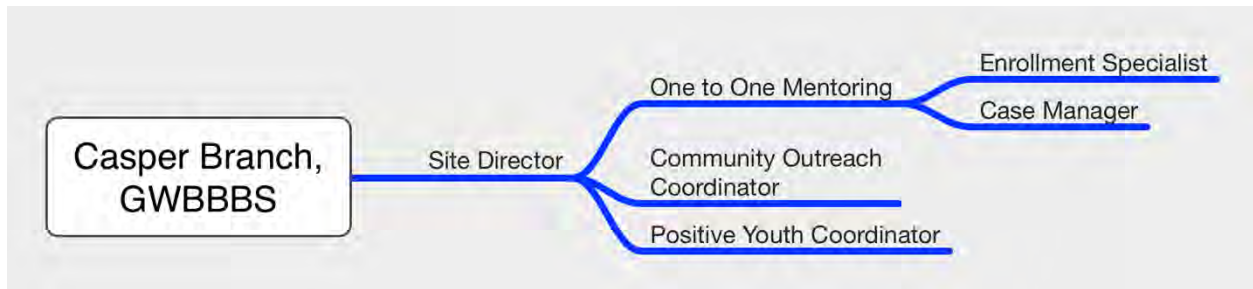 Casper Branch,
GWBBBS
Site Director
One to One Mentoring
Enrollment Specialist
Case Manager
Community Outreach
Coordinator
Positive Youth Coordinator